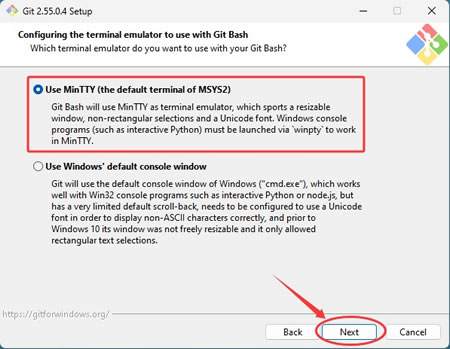 Git 2.55.0.4 Setup
Configuring the terminal emulator to use with Git Bash
Which terminal emulator do you want to use with your Git Bash?
Use MinTTY (the default terminal of MSYS2)
Git Bash will use MinTTY as terminal emulator, which sports a resizable
window, non-rectangular selections and a Unicode font. Windows console
programs (such as interactive Python) must be launched via `winpty` to work
in MinTTY.
Use Windows' default console window
Git will use the default console window of Windows ("cmd.exe"), which works
well with Win32 console programs such as interactive Python or node.js, but
has a very limited default scroll-back, needs to be configured to use a Unicode
font in order to display non-ASCII characters correctly, and prior to
Windows 10 its window was not freely resizable and it only allowed
rectangular text selections.
https://gitforwindows.org/
Back Next Cancel